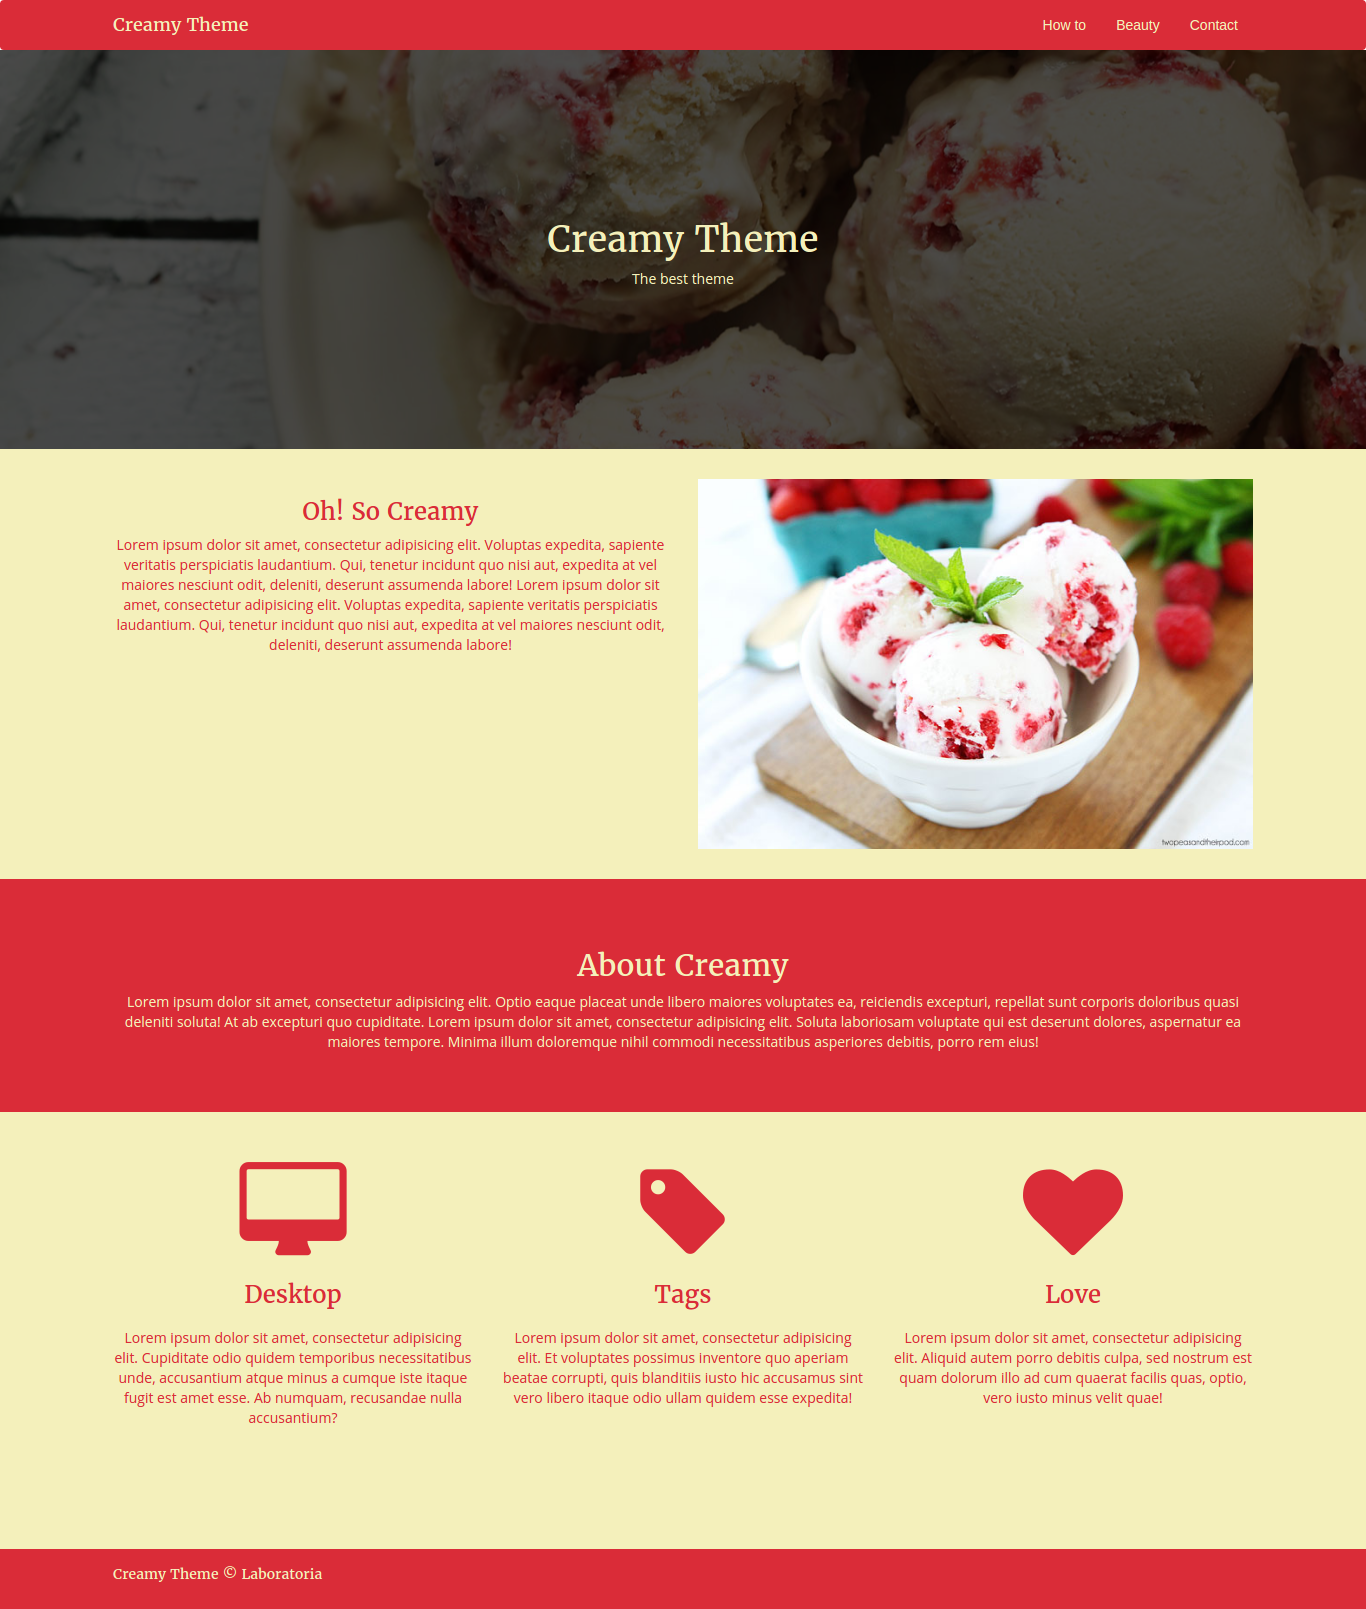 Creamy Theme
How to Beauty Contact
Creamy Theme
The best theme
Oh! So Creamy
Lorem ipsum dolor sit amet, consectetur adipisicing elit. Voluptas expedita, sapiente
veritatis perspiciatis laudantium. Qui, tenetur incidunt quo nisi aut, expedita at vel
maiores nesciunt odit, deleniti, deserunt assumenda labore! Lorem ipsum dolor sit
amet, consectetur adipisicing elit. Voluptas expedita, sapiente veritatis perspiciatis
laudantium. Qui, tenetur incidunt quo nisi aut, expedita at vel maiores nesciunt odit,
deleniti, deserunt assumenda labore!
twopeasandtheirpod.com
About Creamy
Lorem ipsum dolor sit amet, consectetur adipisicing elit. Optio eaque placeat unde libero maiores voluptates ea, reiciendis excepturi, repellat sunt corporis doloribus quasi
deleniti soluta! At ab excepturi quo cupiditate. Lorem ipsum dolor sit amet, consectetur adipisicing elit. Soluta laboriosam voluptate qui est deserunt dolores, aspernatur ea
maiores tempore. Minima illum doloremque nihil commodi necessitatibus asperiores debitis, porro rem eius!
Desktop
Lorem ipsum dolor sit amet, consectetur adipisicing
elit. Cupiditate odio quidem temporibus necessitatibus
unde, accusantium atque minus a cumque iste itaque
fugit est amet esse. Ab numquam, recusandae nulla
accusantium?
Tags
Lorem ipsum dolor sit amet, consectetur adipisicing
elit. Et voluptates possimus inventore quo aperiam
beatae corrupti, quis blanditiis iusto hic accusamus sint
vero libero itaque odio ullam quidem esse expedita!
Love
Lorem ipsum dolor sit amet, consectetur adipisicing
elit. Aliquid autem porro debitis culpa, sed nostrum est
quam dolorum illo ad cum quaerat facilis quas, optio,
vero iusto minus velit quae!
Creamy Theme © Laboratoria